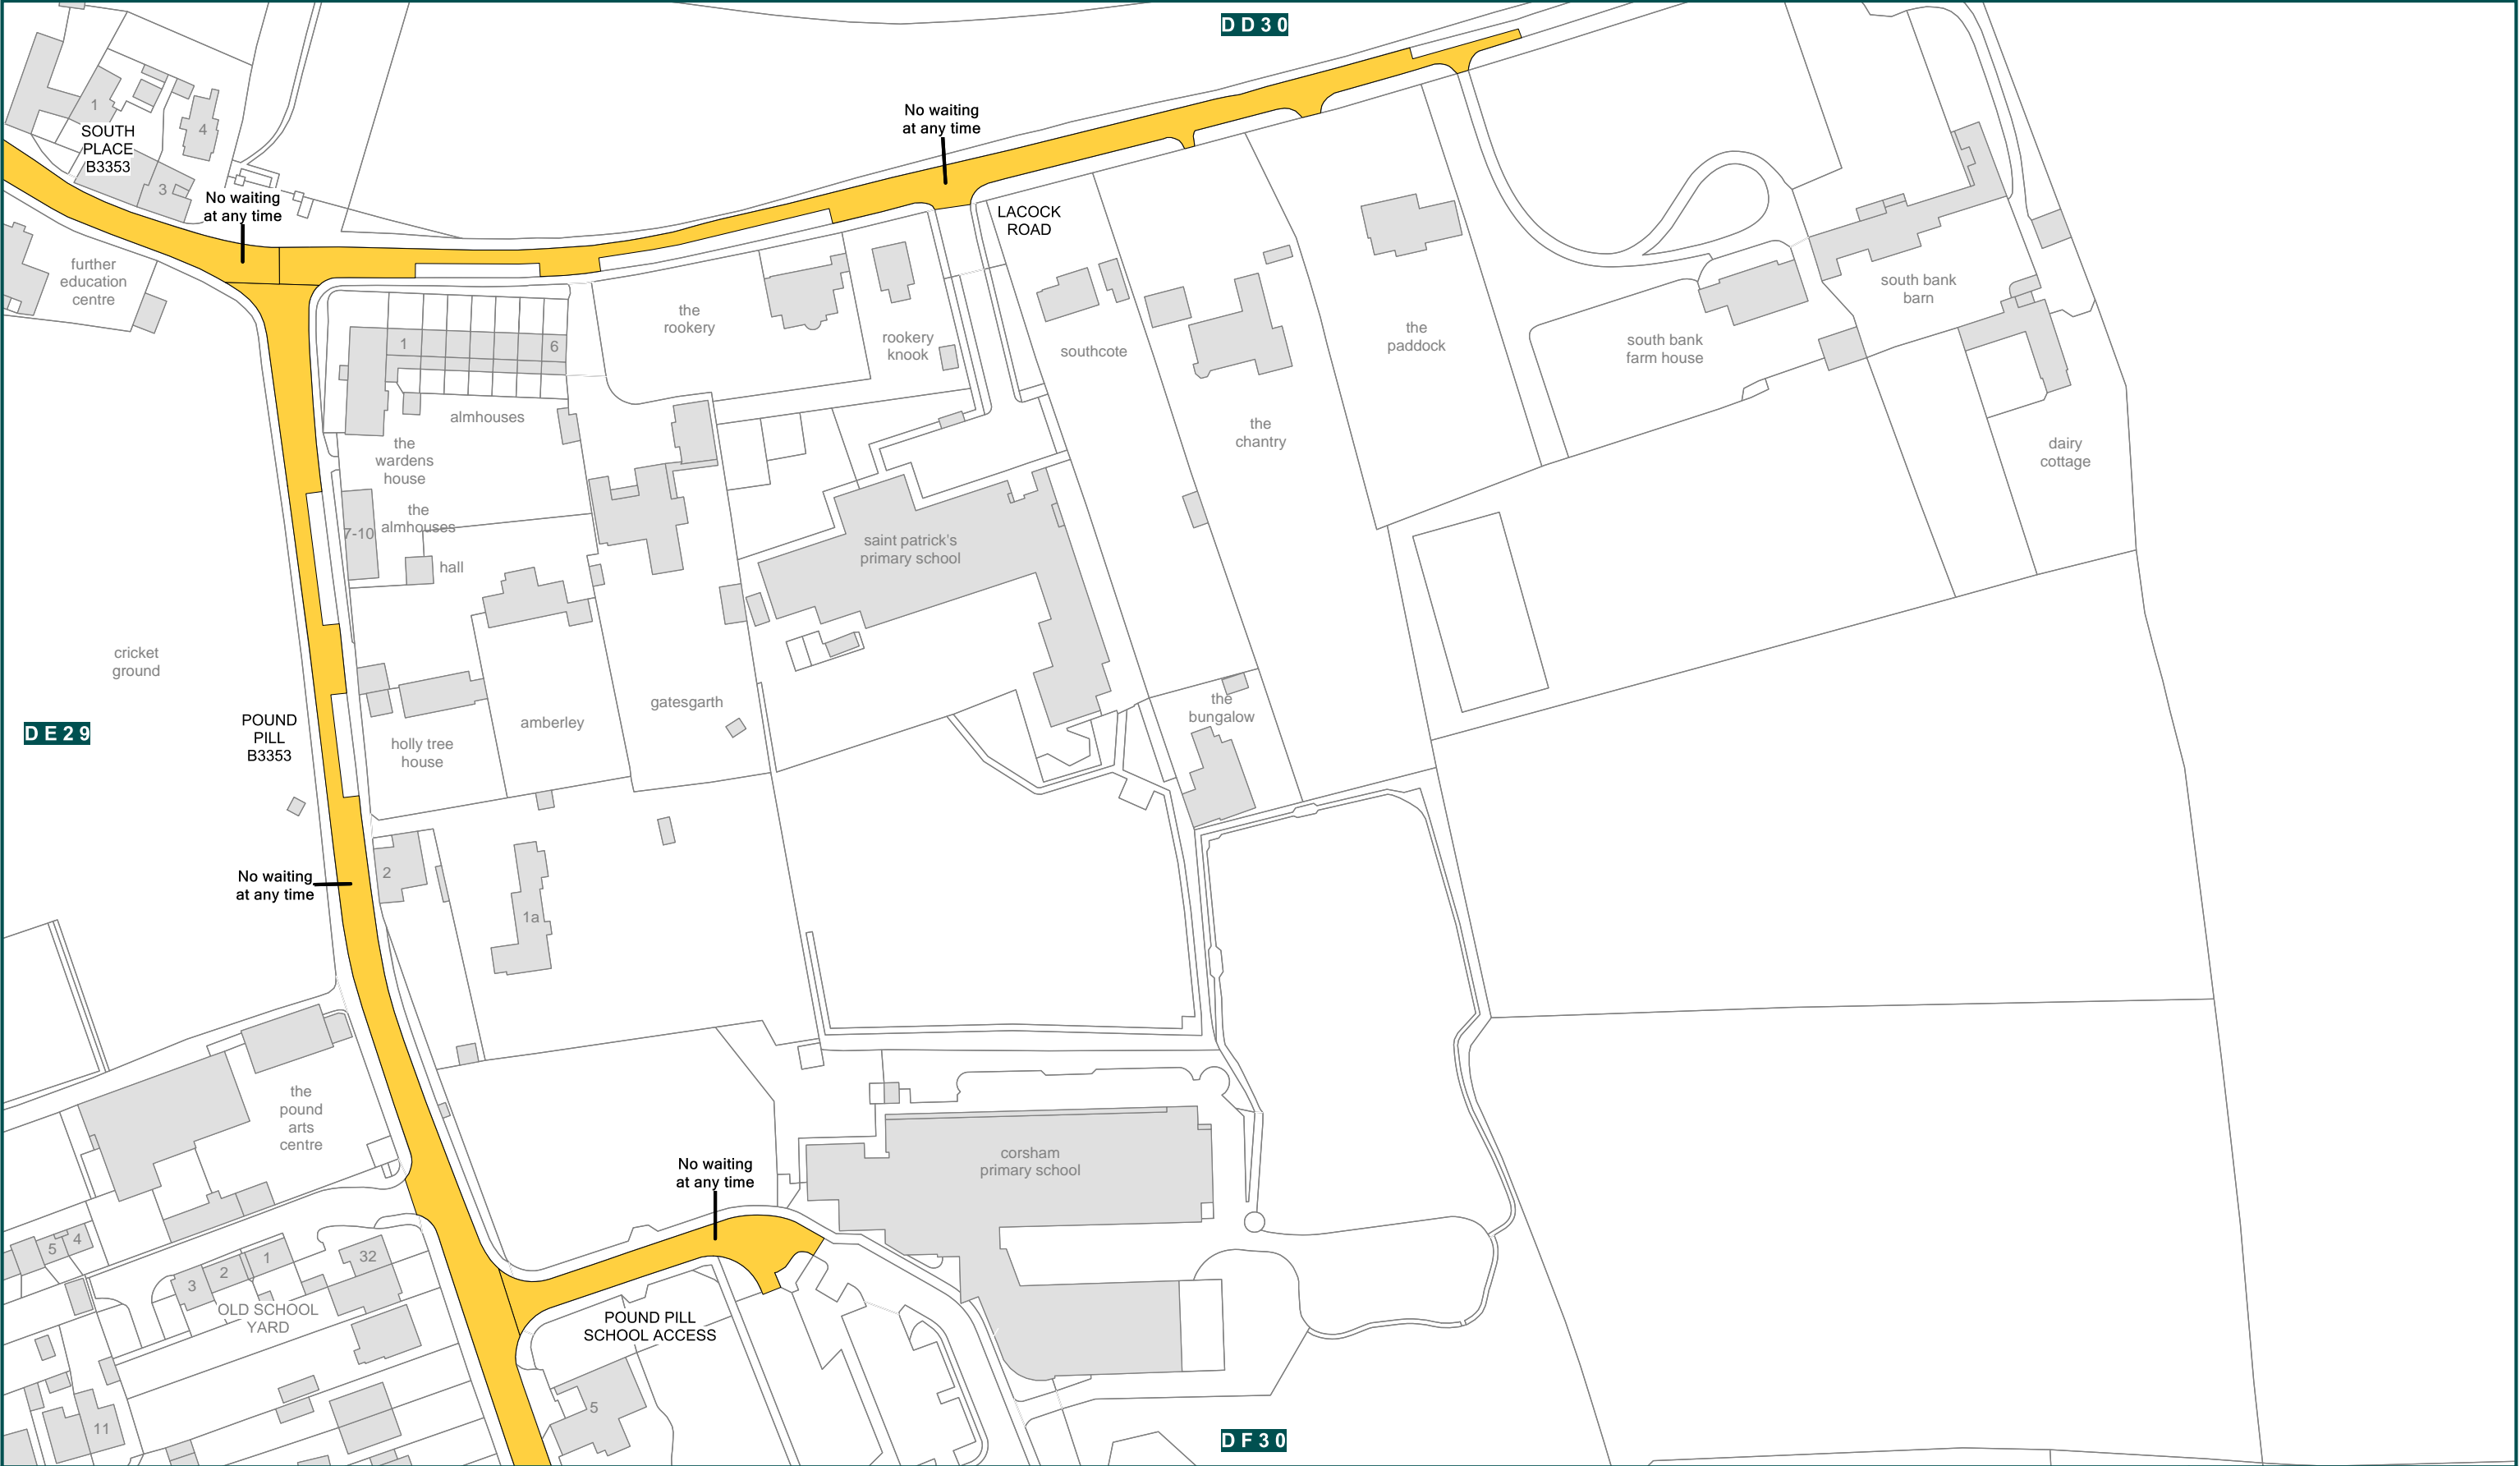 DD30
1
4
SOUTH
PLACE
B3353
3
No waiting
at any time
No waiting
at any time
LACOCK
ROAD
further
education
centre
the
rookery
rookery
knook
southcote
the
paddock
south bank
farm house
south bank
barn
1
6
almhouses
the
wardens
house
the
chantry
dairy
cottage
the
almhouses
7-10
hall
saint patrick's
primary school
cricket
ground
gatesgarth
amberley
the
bungalow
DE29
POUND
PILL
B3353
holly tree
house
2
No waiting
at any time
1a
the
pound
arts
centre
corsham
primary school
No waiting
at any time
5
4
1
2
3
32
OLD SCHOOL
YARD
POUND PILL
SCHOOL ACCESS
5
11
DF30